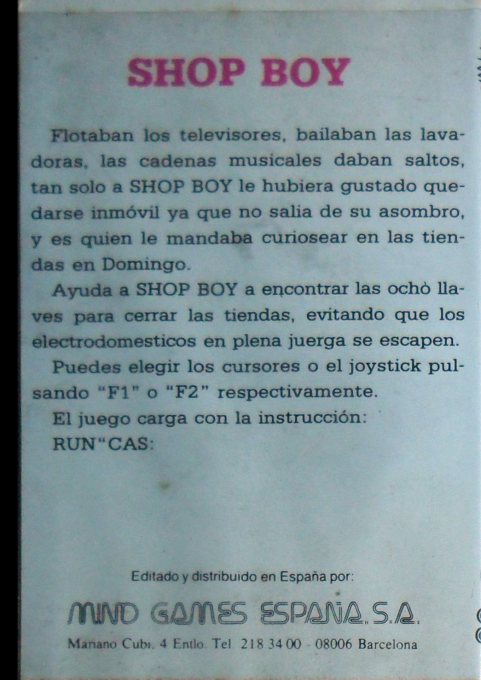 SHOP BOY
Flotaban los televisores, bailaban las lava-
doras, las cadenas musicales daban saltos,
tan solo a SHOP BOY le hubiera gustado que-
darse inmóvil ya que no salia de su asombro,
y es quien le mandaba curiosear en las tien-
das en Domingo.
Ayuda a SHOP BOY a encontrar las ocho lla-
ves para cerrar las tiendas, evitando que los
electrodomesticos en plena juerga se escapen.
Puedes elegir los cursores o el joystick pul-
sando "F1" o "F2" respectivamente.
El juego carga con la instrucción:
RUN"CAS:
Editado y distribuido en España por:
MIND GAMES ESPAÑA, S.A.
Mariano Cubi, 4 Entlo. Tel 218 34 00 - 08006 Barcelona